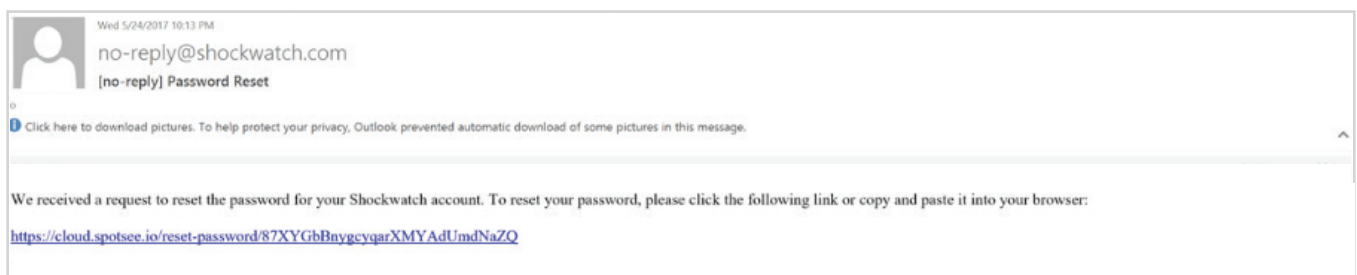 Wed 5/24/2017 10:13 PM
no-reply@shockwatch.com
[no-reply] Password Reset
Click here to download pictures. To help protect your privacy, Outlook prevented automatic download of some pictures in this message.
We received a request to reset the password for your Shockwatch account. To reset your password, please click the following link or copy and paste it into your browser:
https://cloud.spotsee.io/reset-password/87XYGbBnygcyqarXMYAdUmdNaZQ